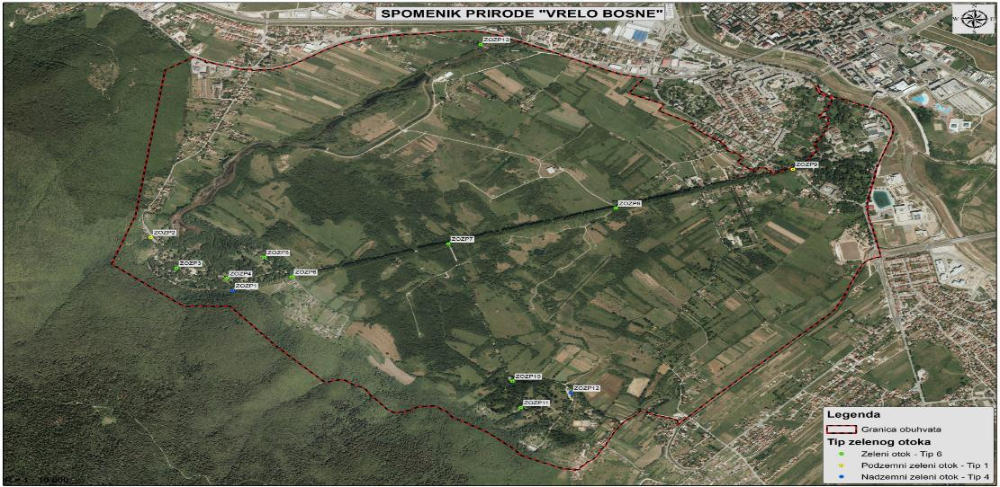 SPOMENIK PRIRODE "VRELO BOSNE"
N
W
E
S
ZOZP13
ZOZP9
ZOZP8
ZOZP2
ZOZP7
ZOZP5
ZOZP3
ZOZP6
ZOZP4
ZOZP1
ZOZP10
ZOZP12
ZOZP11
Legenda
Granica obuhvata
Tip zelenog otoka
Zeleni otok - Tip 6
Podzemni zeleni otok - Tip 1
Nadzemni zeleni otok - Tip 4
R = 1 : 10 000